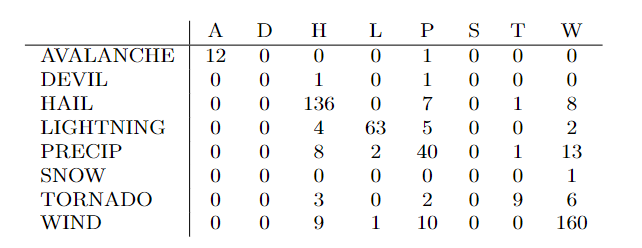 A D H L P S T W
AVALANCHE 12 0 0 0 1 0 0 0
DEVIL 0 0 1 0 1 0 0 0
HAIL 0 0 136 0 7 0 1 8
LIGHTNING 0 0 4 63 5 0 0 2
PRECIP 0 0 8 2 40 0 1 13
SNOW 0 0 0 0 0 0 0 1
TORNADO 0 0 3 0 2 0 9 6
WIND 0 0 9 1 10 0 0 160